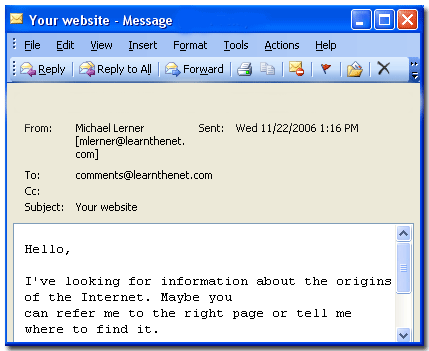 Your website - Message
File Edit View Insert Format Tools Actions Help
Reply Reply to All Forward
From: Michael Lerner Sent: Wed 11/22/2006 1:16 PM
[mlerner@learnthenet.
com]
To: comments@learnthenet.com
Cc:
Subject: Your website
Hello,
I've looking for information about the origins
of the Internet. Maybe you
can refer me to the right page or tell me
where to find it.